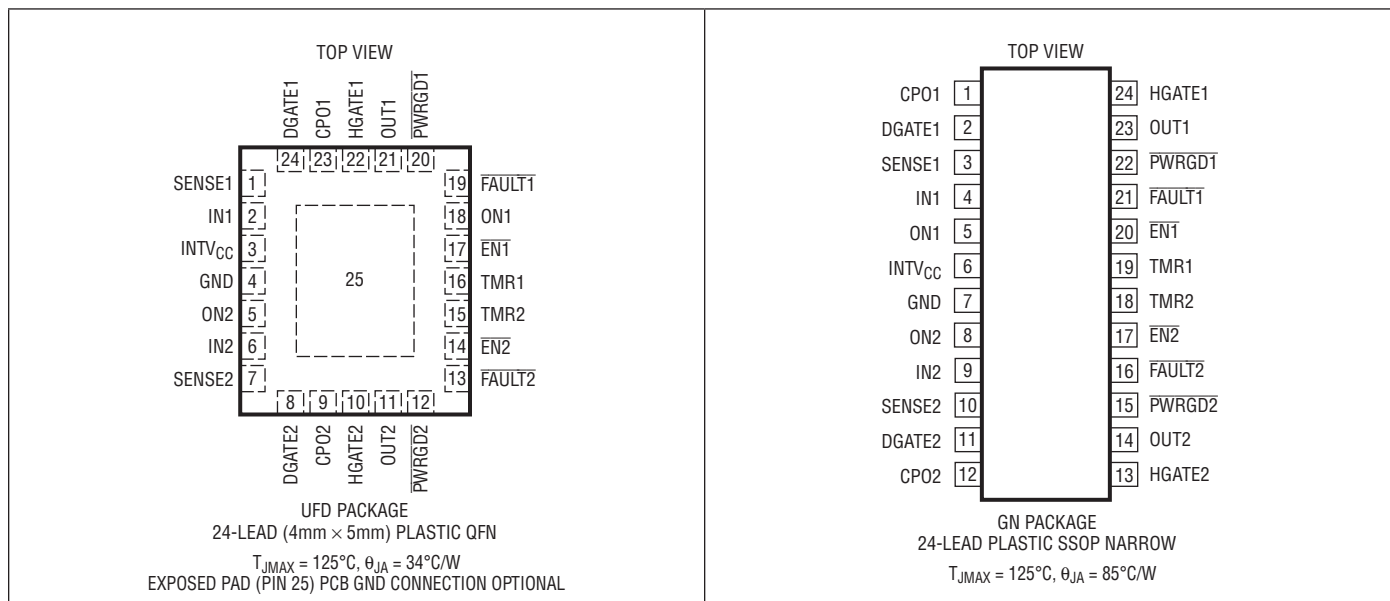 TOP VIEW
DGATE1
CPO1
HGATE1
OUT1
PWRGD1
24 23 22 21 20
SENSE1 1
IN1 2
INTVCC 3
GND 4
ON2 5
IN2 6
SENSE2 7
25
19 FAULT1
18 ON1
17 EN1
16 TMR1
15 TMR2
14 EN2
13 FAULT2
8 9 10 11 12
DGATE2
CPO2
HGATE2
OUT2
PWRGD2
UFD PACKAGE
24-LEAD (4mm × 5mm) PLASTIC QFN
TJMAX = 125°C, θJA = 34°C/W
EXPOSED PAD (PIN 25) PCB GND CONNECTION OPTIONAL
TOP VIEW
CPO1 1
DGATE1 2
SENSE1 3
IN1 4
ON1 5
INTVCC 6
GND 7
ON2 8
IN2 9
SENSE2 10
DGATE2 11
CPO2 12
24 HGATE1
23 OUT1
22 PWRGD1
21 FAULT1
20 EN1
19 TMR1
18 TMR2
17 EN2
16 FAULT2
15 PWRGD2
14 OUT2
13 HGATE2
GN PACKAGE
24-LEAD PLASTIC SSOP NARROW
TJMAX = 125°C, θJA = 85°C/W